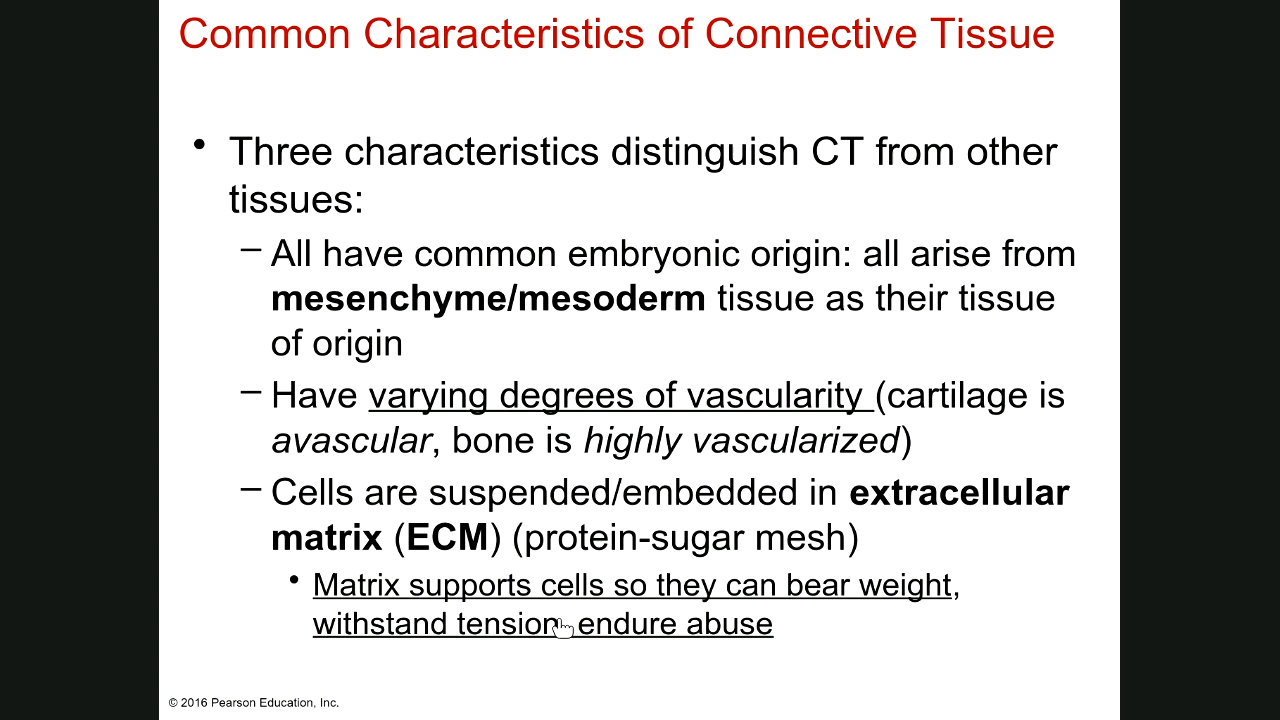 Common Characteristics of Connective Tissue
• Three characteristics distinguish CT from other
tissues:
– All have common embryonic origin: all arise from
mesenchyme/mesoderm tissue as their tissue
of origin
– Have varying degrees of vascularity (cartilage is
avascular, bone is highly vascularized)
– Cells are suspended/embedded in extracellular
matrix (ECM) (protein-sugar mesh)
• Matrix supports cells so they can bear weight,
withstand tension, endure abuse
© 2016 Pearson Education, Inc.